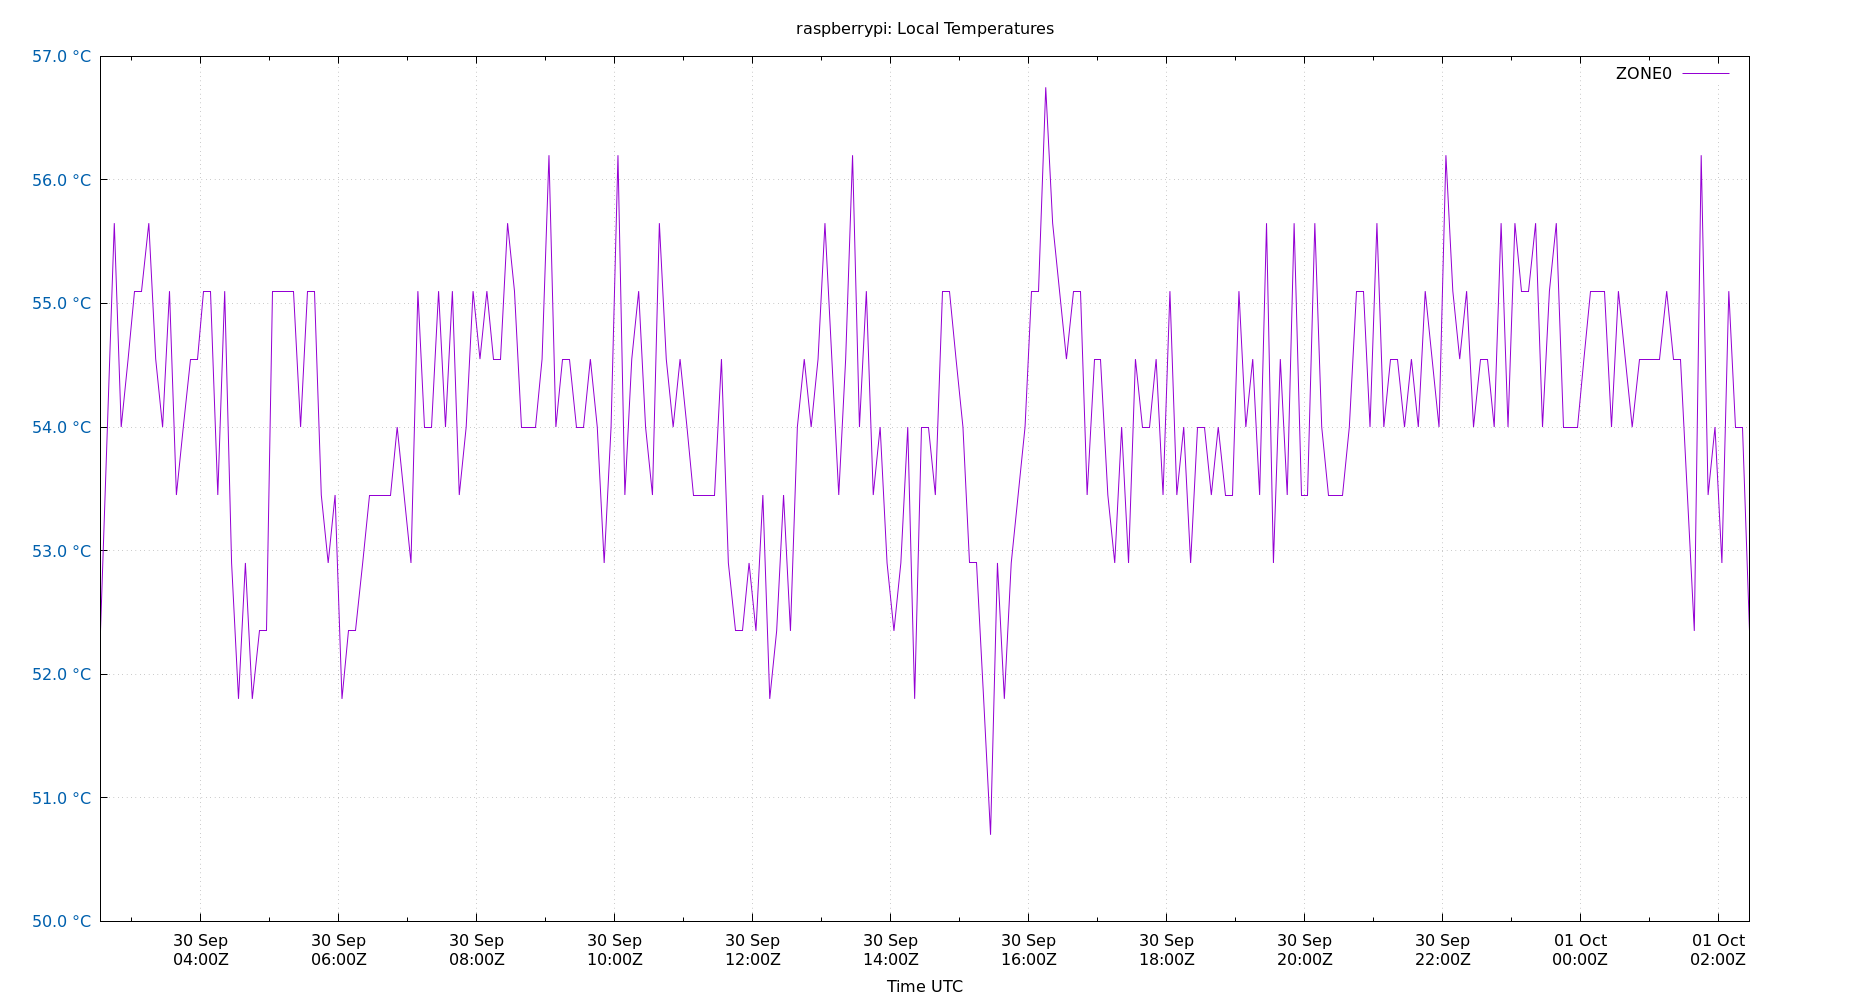 raspberrypi: Local Temperatures
57.0 °C
ZONE0
56.0 °C
55.0 °C
54.0 °C
53.0 °C
52.0 °C
51.0 °C
50.0 °C
30 Sep 30 Sep 30 Sep 30 Sep 30 Sep 30 Sep 30 Sep 30 Sep 30 Sep 30 Sep 01 Oct 01 Oct
04:00Z 06:00Z 08:00Z 10:00Z 12:00Z 14:00Z 16:00Z 18:00Z 20:00Z 22:00Z 00:00Z 02:00Z
Time UTC